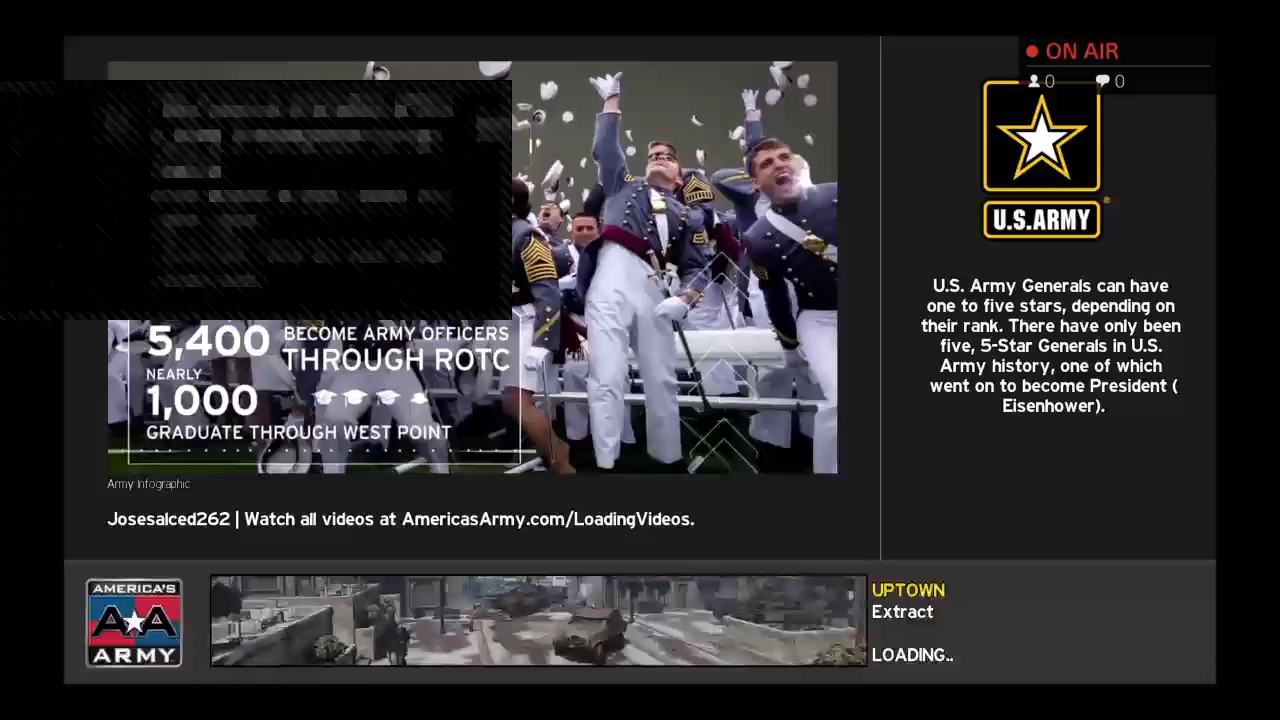 ON AIR
0 0
U.S.ARMY
U.S. Army Generals can have
one to five stars, depending on
their rank. There have only been
five, 5-Star Generals in U.S.
Army history, one of which
went on to become President (
Eisenhower).
5,400 BECOME ARMY OFFICERS
THROUGH ROTC
NEARLY
1,000
GRADUATE THROUGH WEST POINT
Army Infographic
Josesalced262 | Watch all videos at AmericasArmy.com/LoadingVideos.
AMERICA'S
AA
ARMY
UPTOWN
Extract
LOADING..